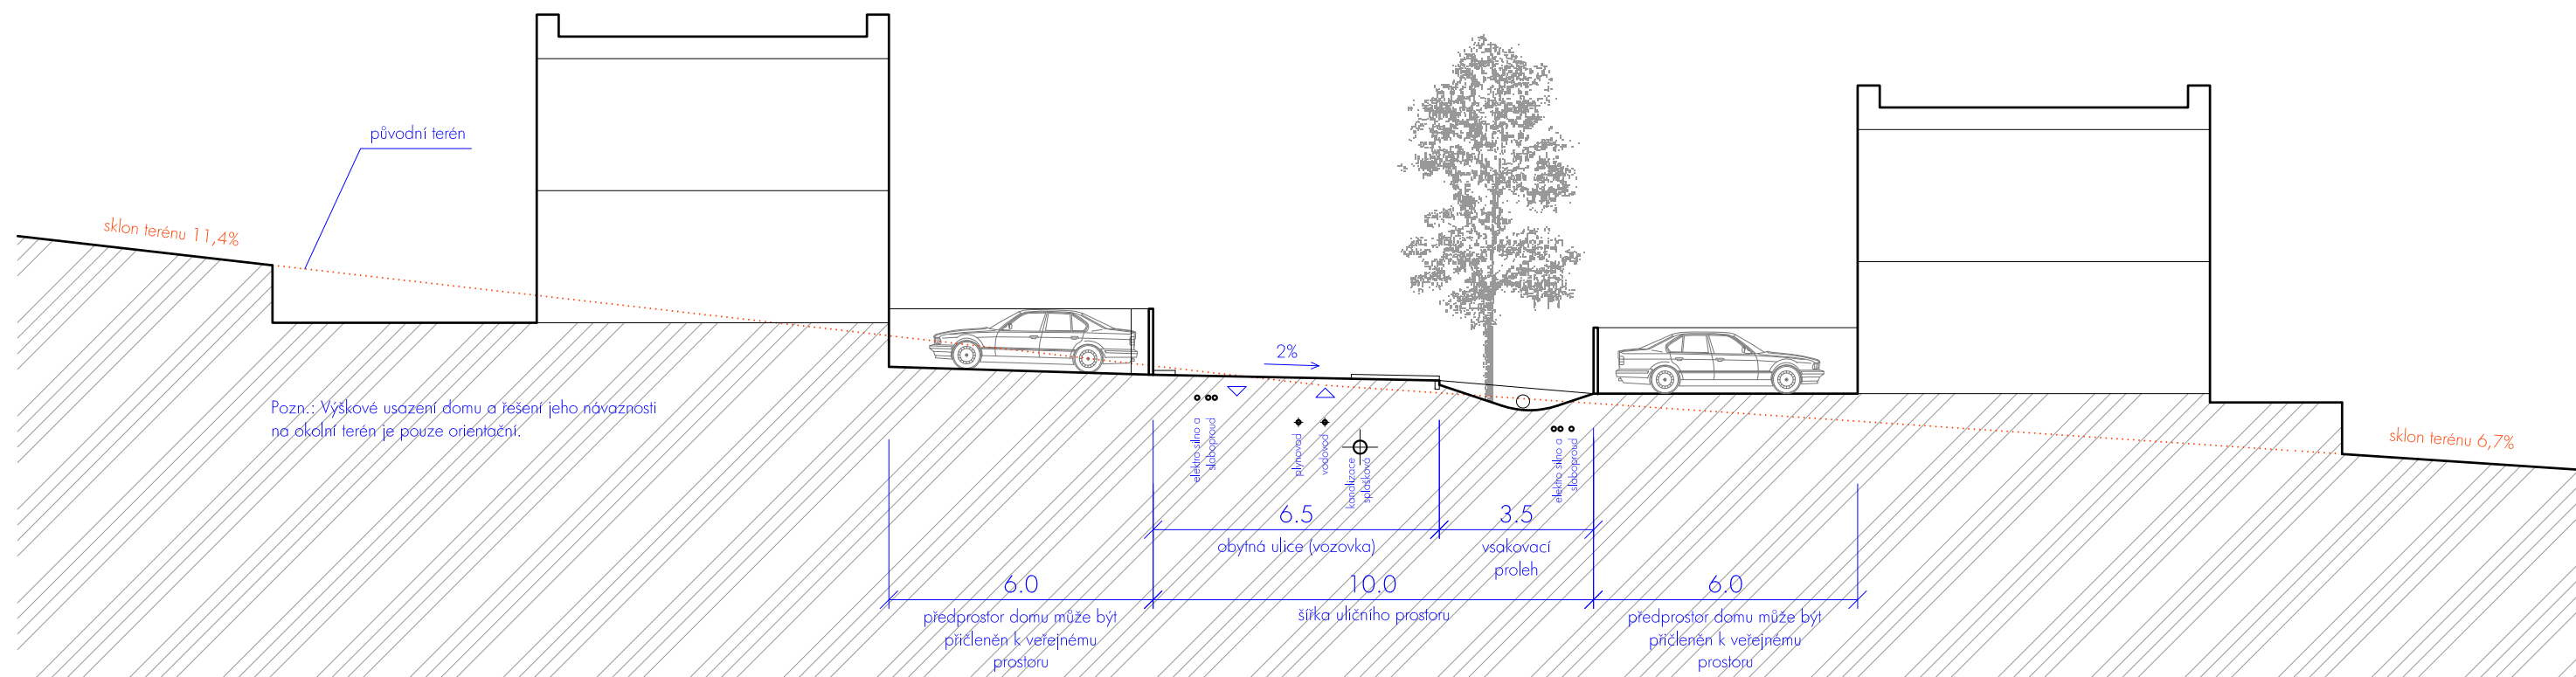 původní terén
sklon terénu 11,4%
2%
Pozn.: Výškové usazení domu a řešení jeho návaznosti
na okolní terén je pouze orientační.
elektro silno a
slaboproud
plynovod
vodovod
kanalizace
splašková
elektro silno a
slaboproud
sklon terénu 6,7%
6.5
obytná ulice (vozovka)
3.5
vsakovací
proleh
6.0
předprostor domu může být
přičleněn k veřejnému
prostoru
10.0
šířka uličního prostoru
6.0
předprostor domu může být
přičleněn k veřejnému
prostoru